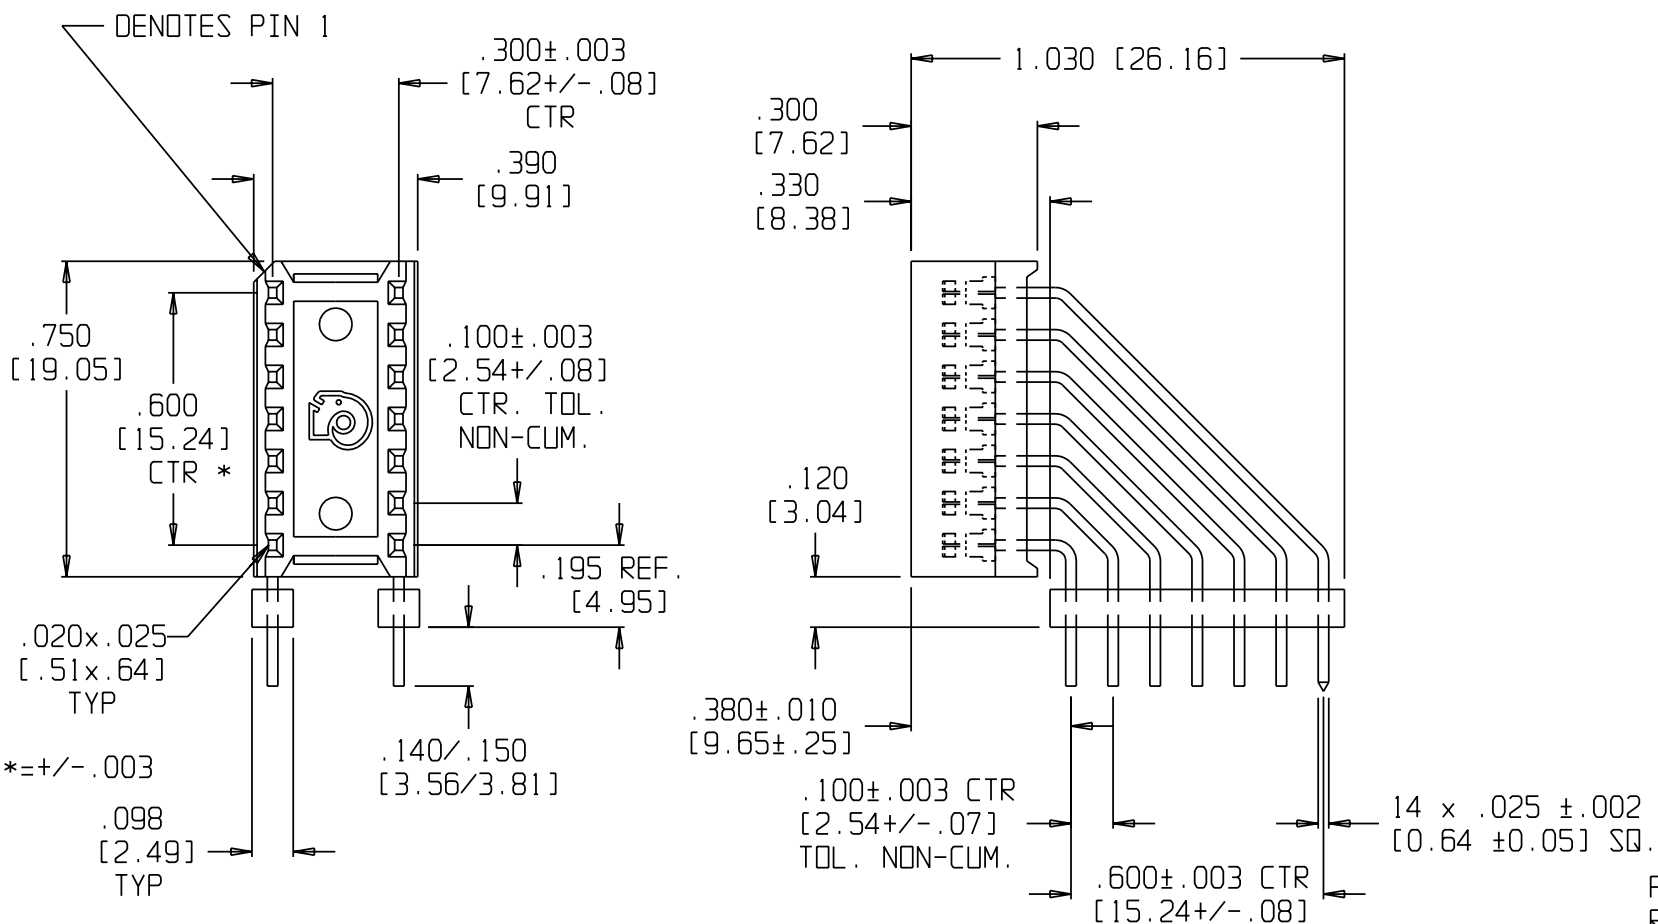 DENOTES PIN 1
.300±.003
[7.62+/-.08]
CTR
.390
[9.91]
.750
[19.05]
.600
[15.24]
CTR *
.100±.003
[2.54+/.08]
CTR. TOL.
NON-CUM.
.195 REF.
[4.95]
.020x.025
[.51x.64]
TYP
*=+/-.003
.098
[2.49]
TYP
.140/.150
[3.56/3.81]
1.030 [26.16]
.300
[7.62]
.330
[8.38]
.120
[3.04]
.380±.010
[9.65±.25]
.100±.003 CTR
[2.54+/-.07]
TOL. NON-CUM.
.600±.003 CTR
[15.24+/-.08]
14 x .025 ±.002
[0.64 ±0.05] SQ.